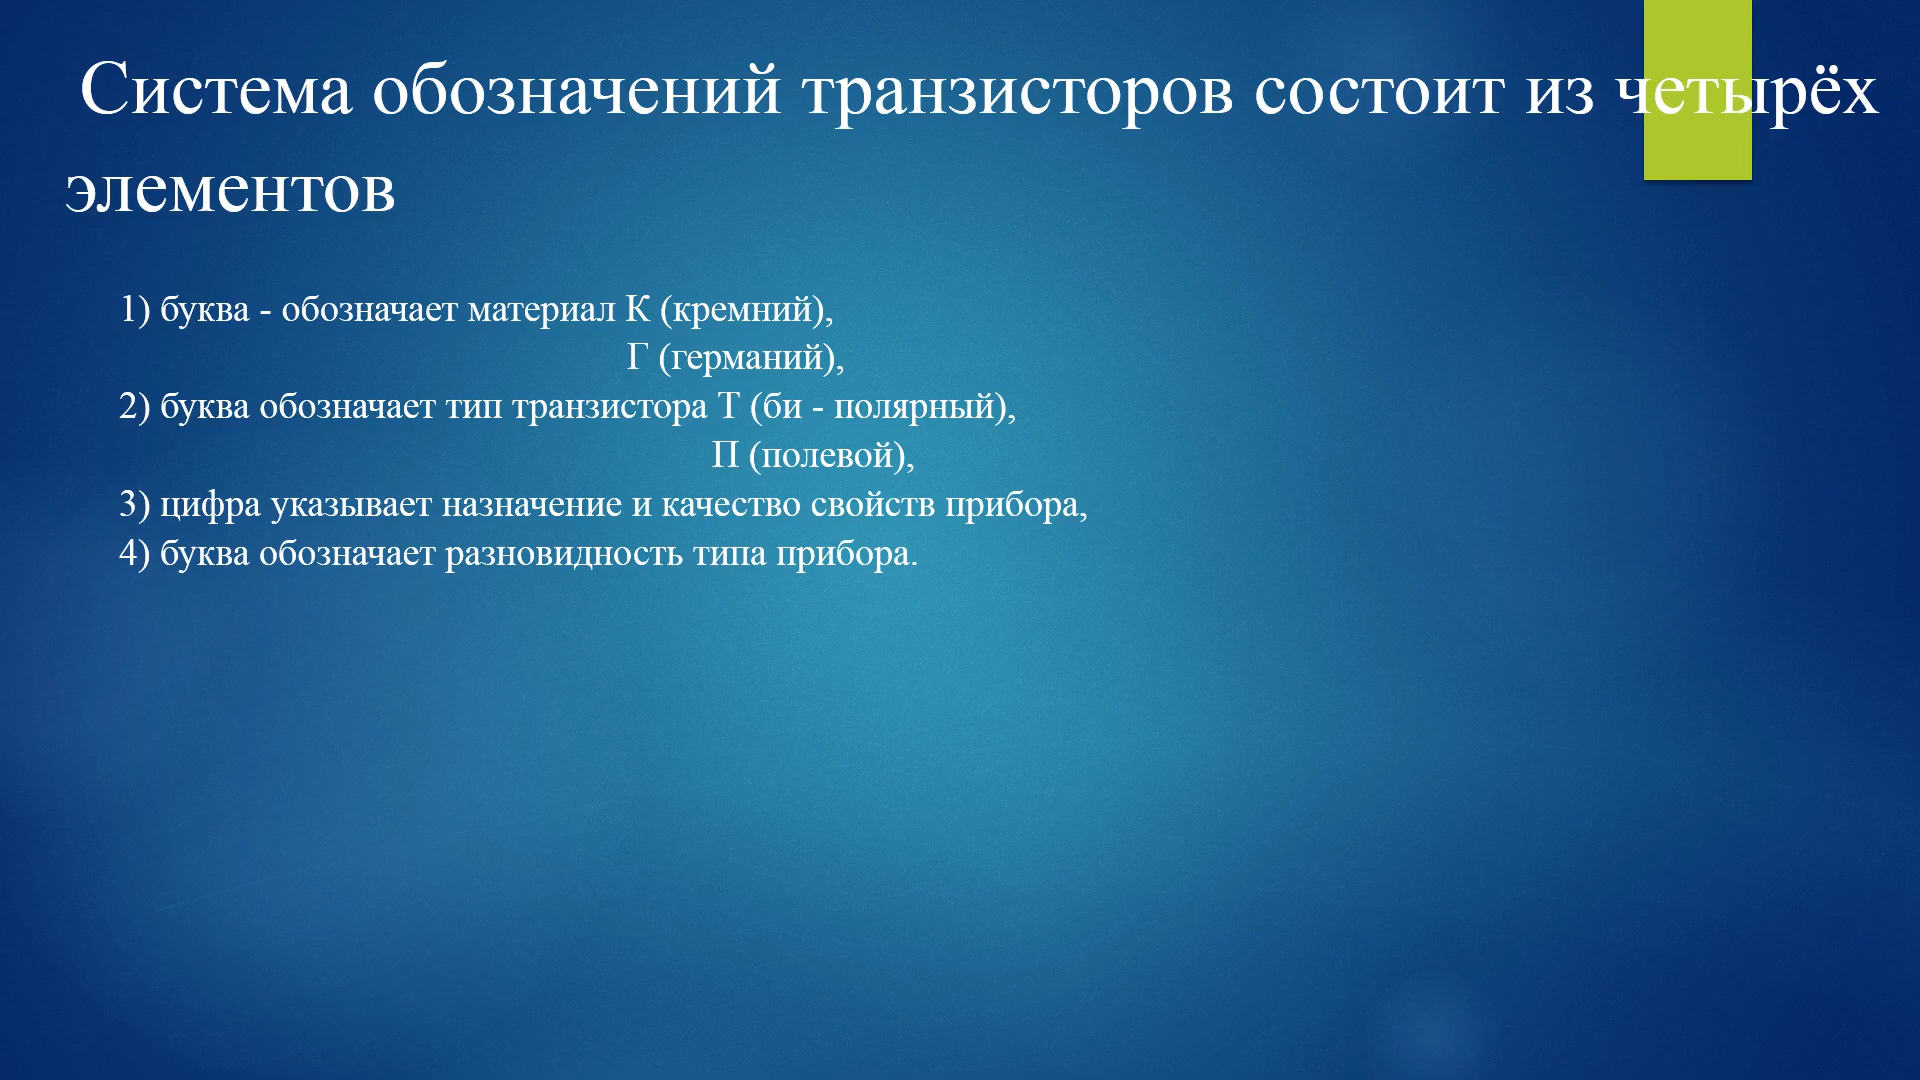 Система обозначений транзисторов состоит из четырёх
элементов
1) буква - обозначает материал К (кремний),
Г (германий),
2) буква обозначает тип транзистора Т (би - полярный),
П (полевой),
3) цифра указывает назначение и качество свойств прибора,
4) буква обозначает разновидность типа прибора.